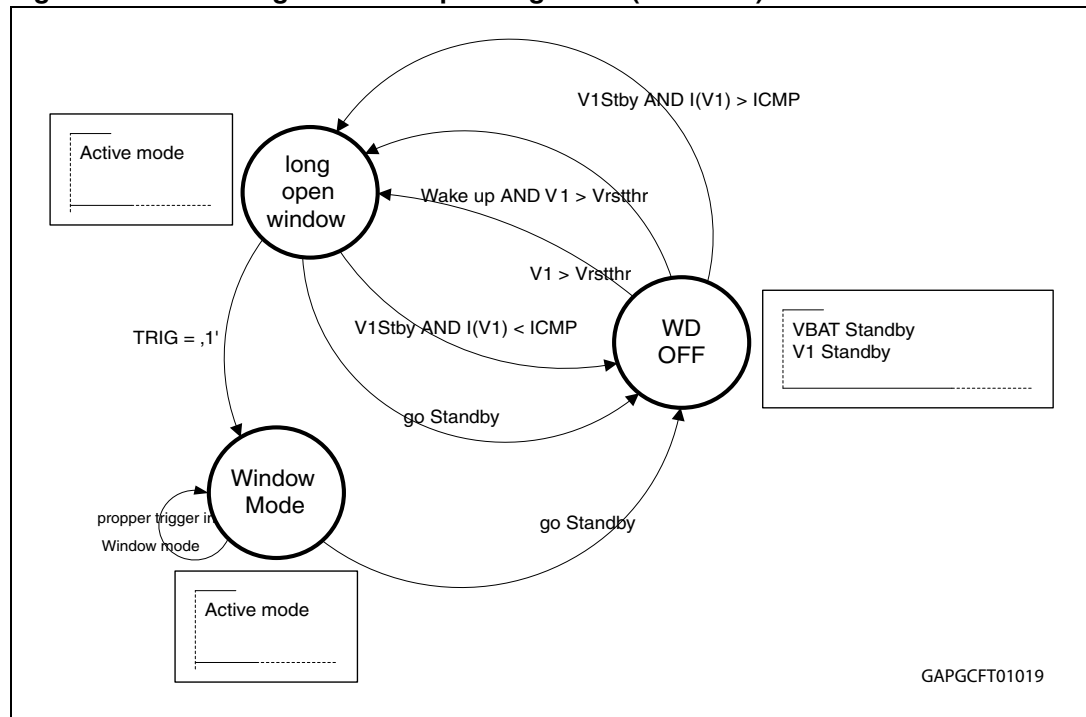 V1Stby AND I(V1) > ICMP
Active mode
long
open
window
Wake up AND V1 > Vrstthr
V1 > Vrstthr
WD
OFF
VBAT Standby
V1 Standby
TRIG = ,1'
V1Stby AND I(V1) < ICMP
go Standby
Window
Mode
propper trigger in
Window mode
go Standby
Active mode
GAPGCFT01019